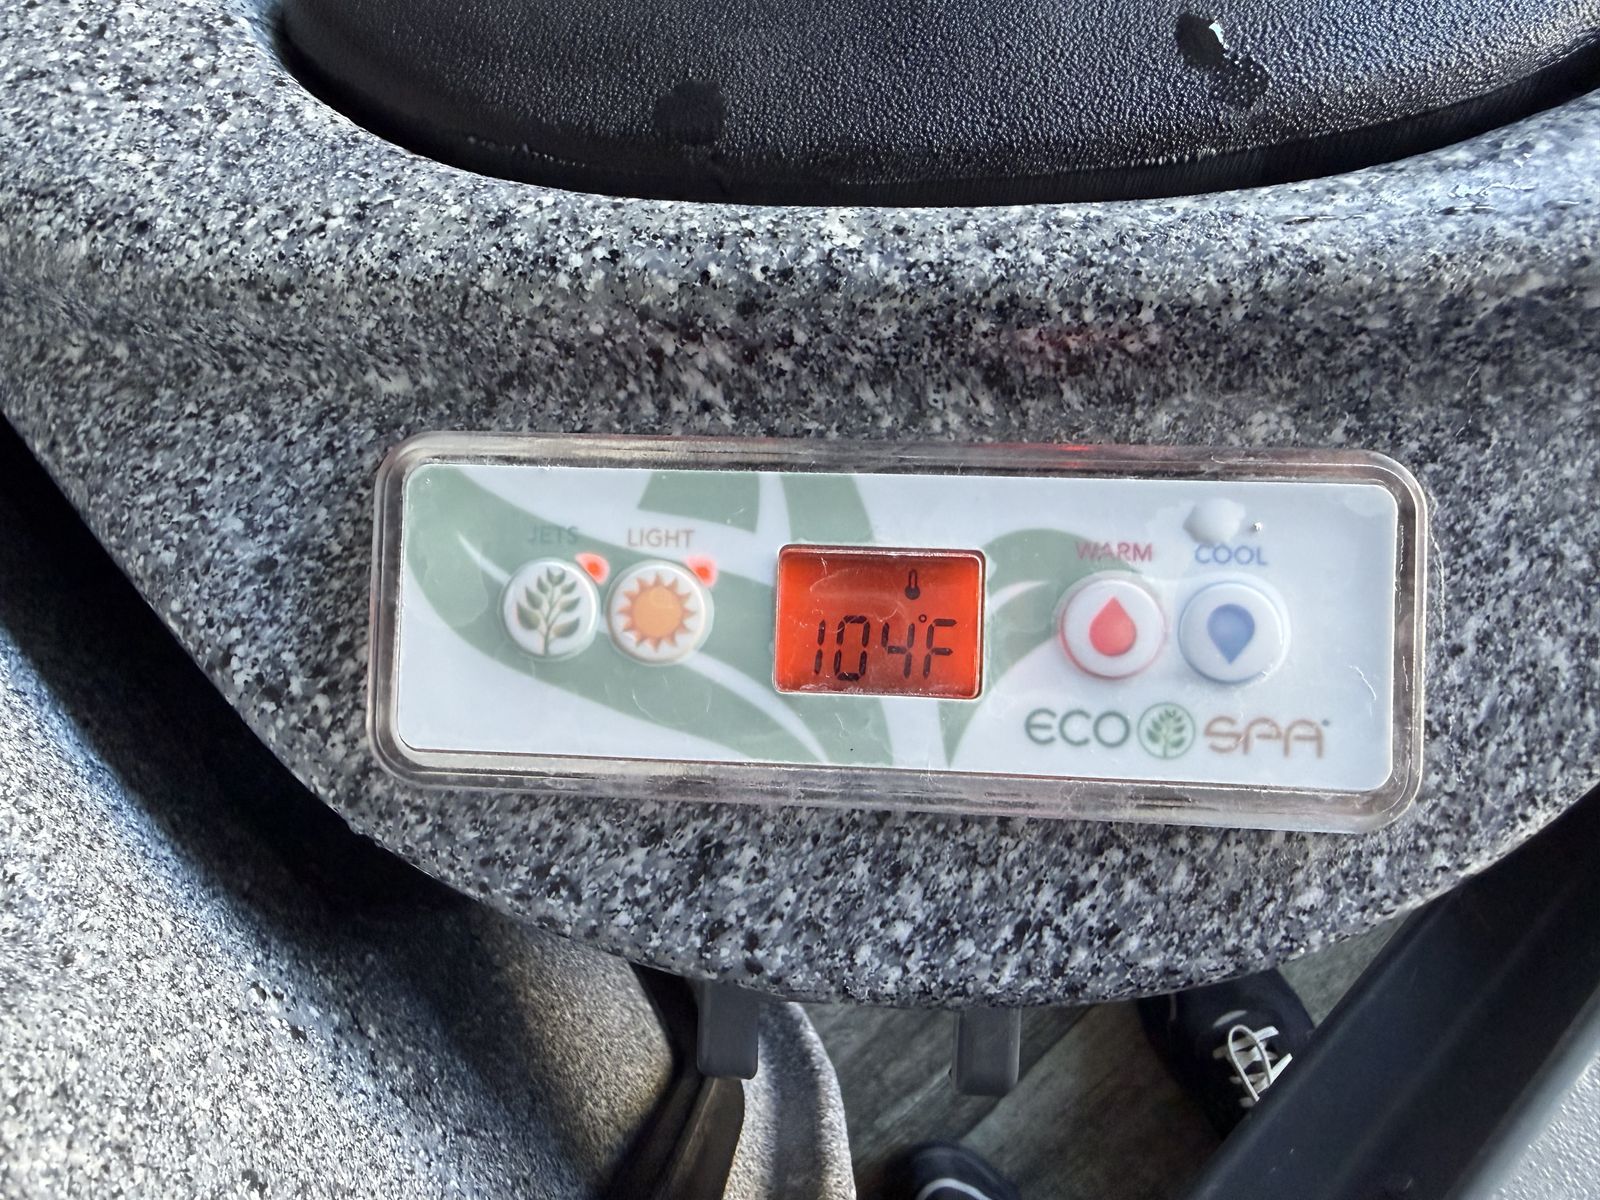 JETS LIGHT
104°F
WARM COOL
ECO SPA